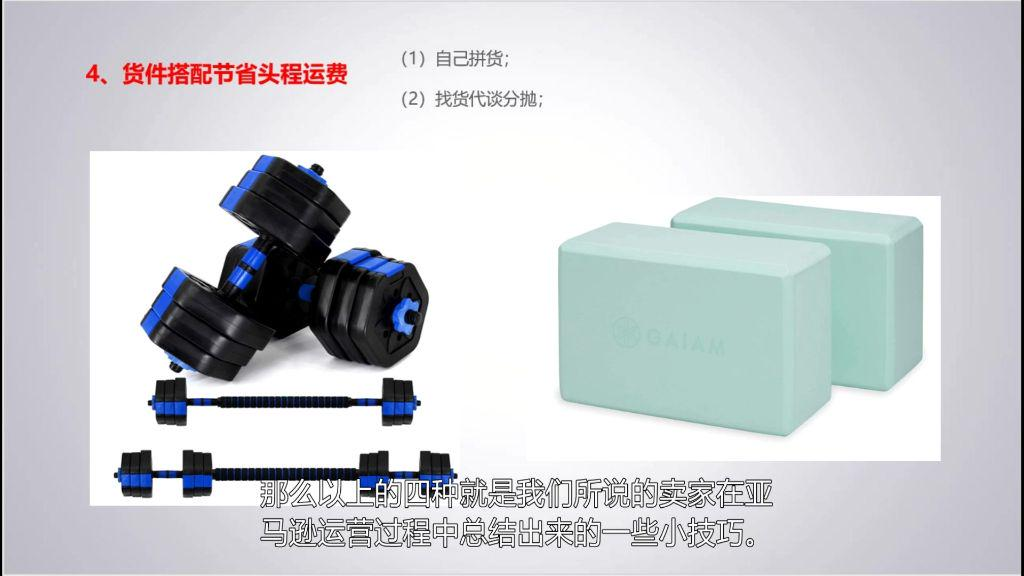 4、货件搭配节省头程运费
（1）自己拼货；
（2）找货代谈分抛；
GAIAM
那么以上的四种就是我们所说的卖家在亚
马逊运营过程中总结出来的一些小技巧。